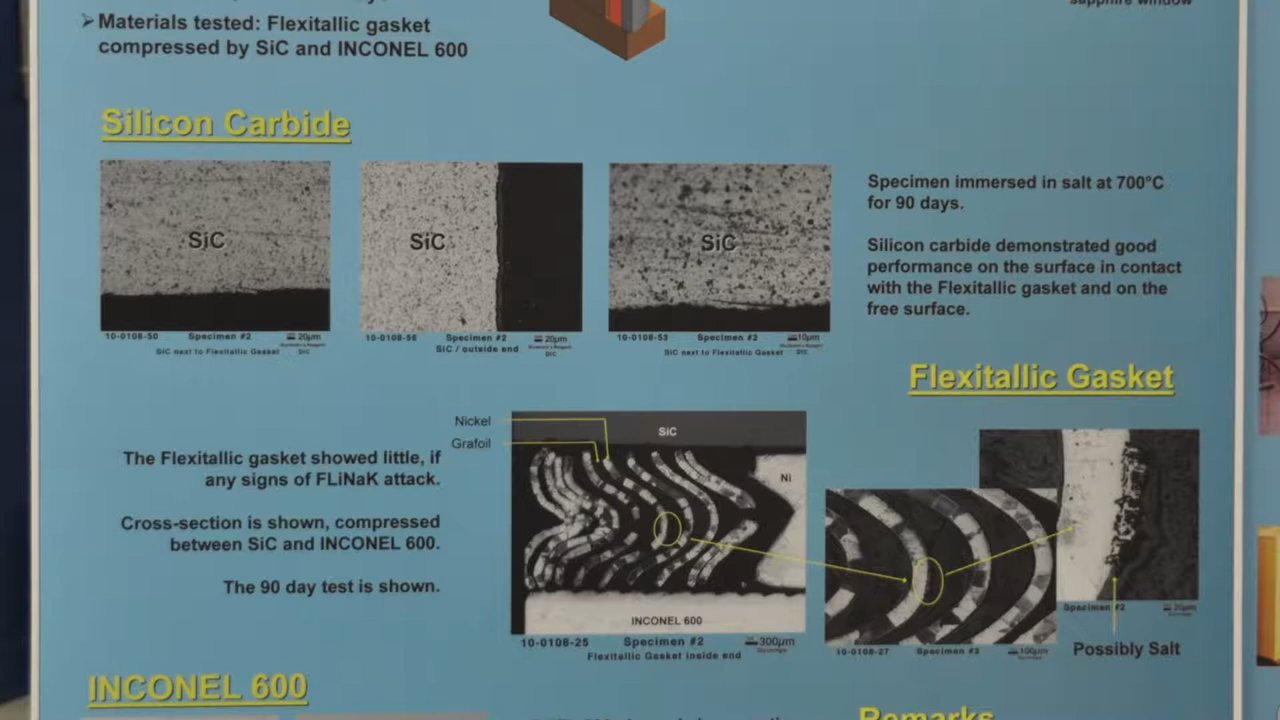 sapphire window
➢Materials tested: Flexitallic gasket
compressed by SiC and INCONEL 600
Silicon Carbide
SiC
SiC
SiC
10-0108-50 Specimen #2 20µm
SiC next to Flexitallic Gasket
10-0108-56 Specimen #2 20µm
SiC / outside end
10-0108-53 Specimen #2 10µm
SiC next to Flexitallic Gasket
Specimen immersed in salt at 700°C
for 90 days.
Silicon carbide demonstrated good
performance on the surface in contact
with the Flexitallic gasket and on the
free surface.
Flexitallic Gasket
The Flexitallic gasket showed little, if
any signs of FLiNaK attack.
Cross-section is shown, compressed
between SiC and INCONEL 600.
The 90 day test is shown.
Nickel
Grafoil
SiC
Ni
INCONEL 600
10-0108-25 Specimen #2 300µm
Flexitallic Gasket inside end
10-0108-27 Specimen #2 100µm
Specimen #2 20µm
Possibly Salt
INCONEL 600
Remarks